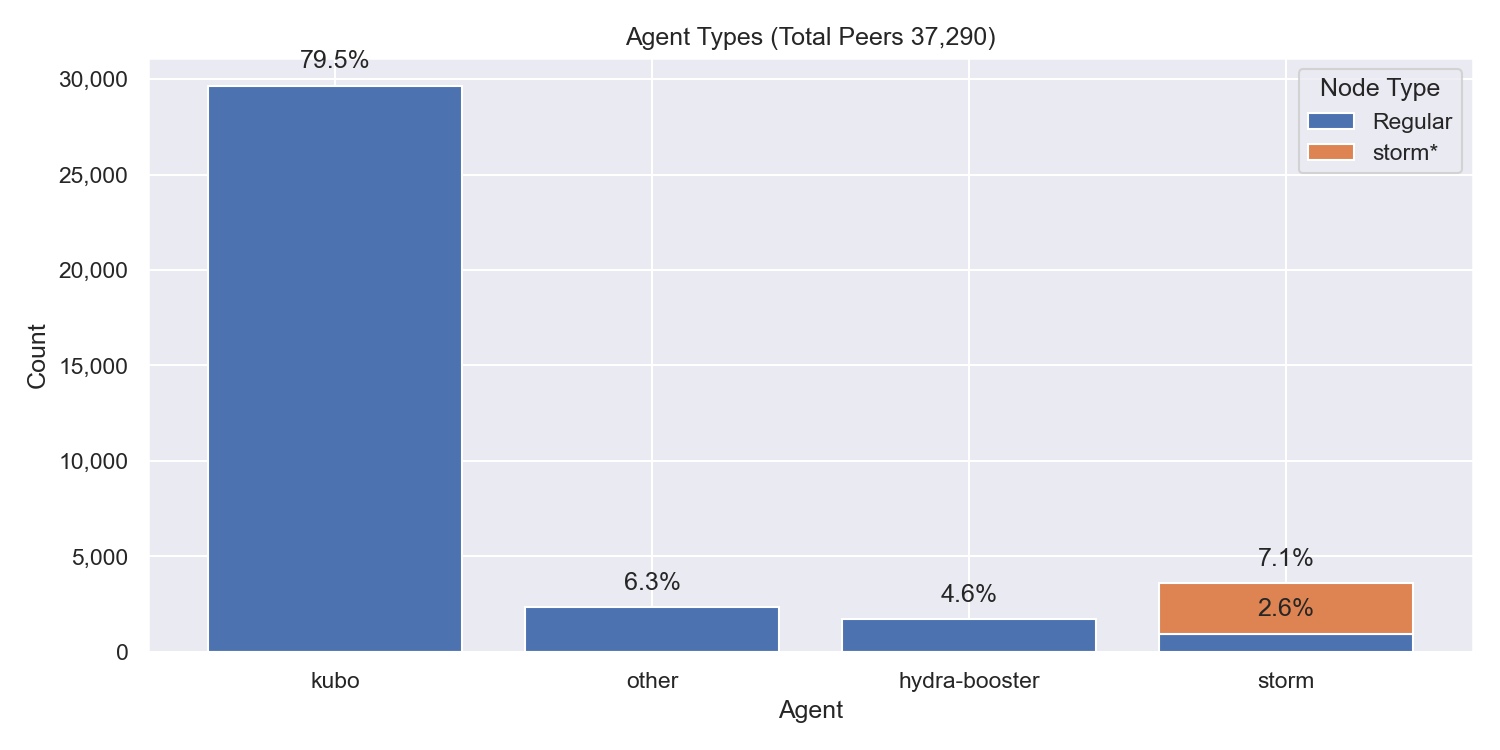 Agent Types (Total Peers 37,290)
79.5%
30,000
Node Type
Regular
storm*
25,000
20,000
15,000
10,000
5,000
0
Count
6.3%
4.6%
7.1%
2.6%
kubo
other
hydra-booster
storm
Agent